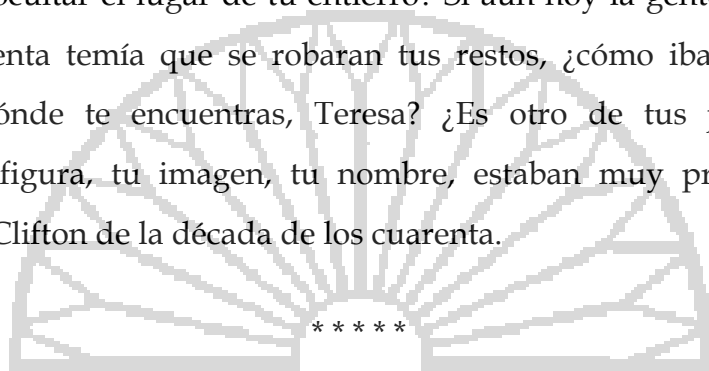 ocultar el lugar de tu entierro? Si aún hoy la gente
enta temía que se robaran tus restos, ¿cómo iba
ónde te encuentras, Teresa? ¿Es otro de tus
figura, tu imagen, tu nombre, estaban muy
Clifton de la década de los cuarenta.
* * * * *